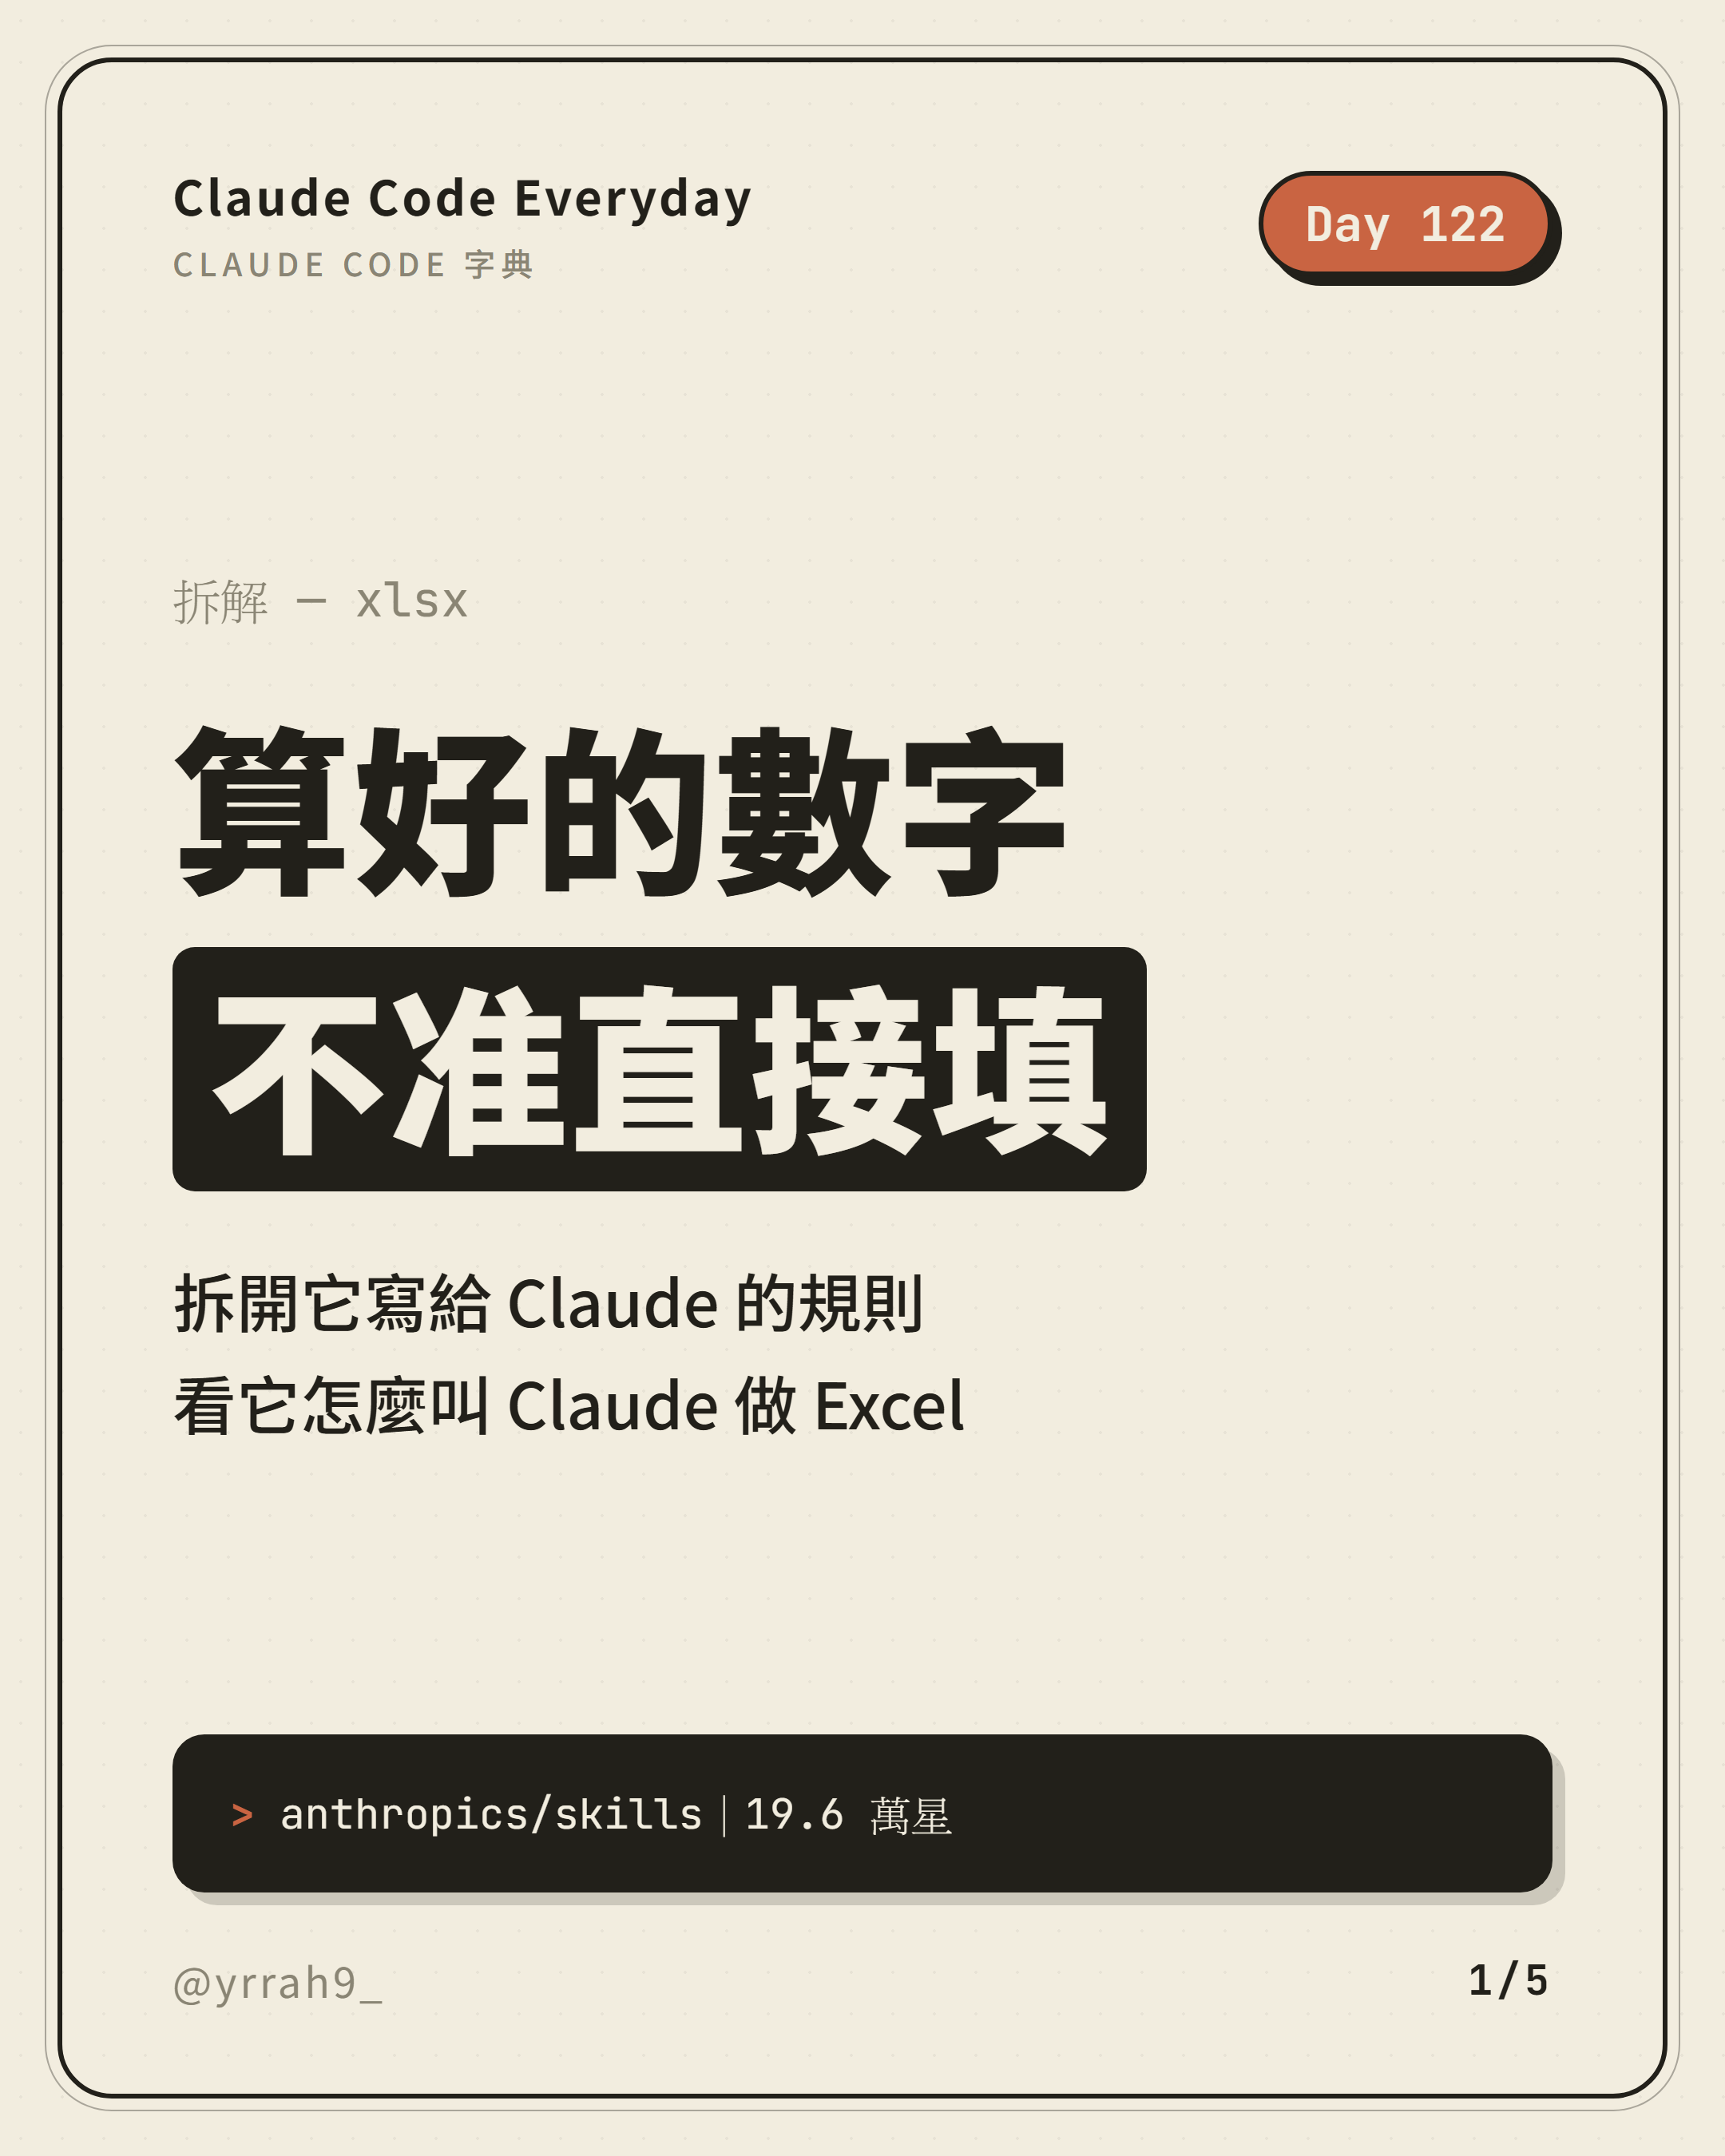 Claude Code Everyday
CLAUDE CODE 字典
Day 122
拆解 — xlsx
算好的數字
不准直接填
拆開它寫給 Claude 的規則
看它怎麼叫 Claude 做 Excel
> anthropics/skills｜19.6 萬星
@yrrah9_
1/5